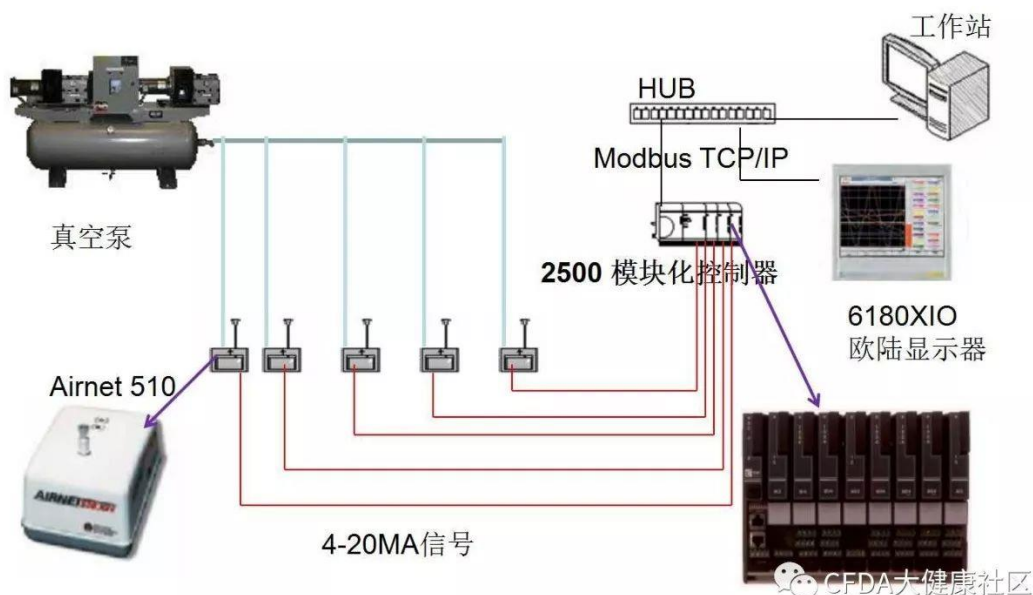 工作站
HUB
Modbus TCP/IP
真空泵
2500 模块化控制器
6180XIO
欧陆显示器
Airnet 510
AIRNET
4-20MA信号
CFDA大健康社区